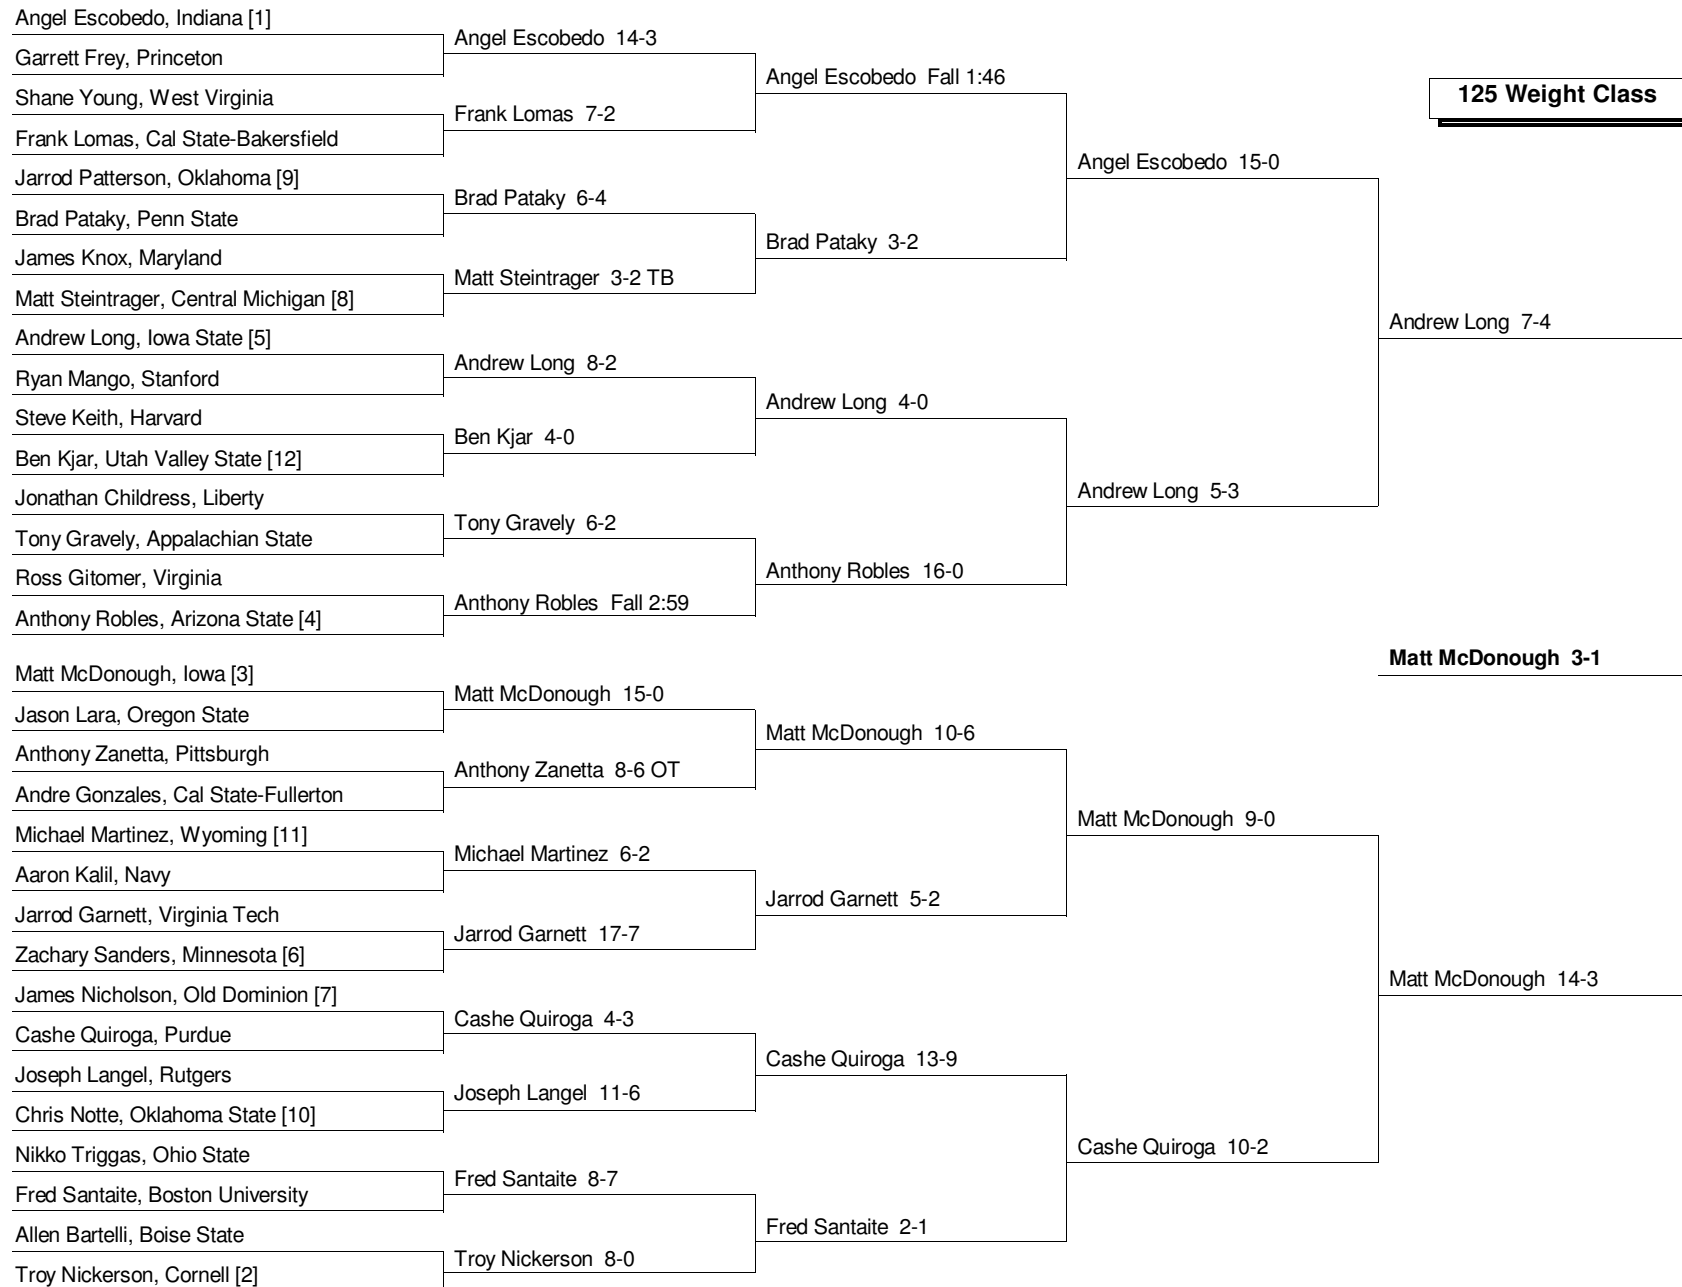 Angel Escobedo, Indiana [1]
Garrett Frey, Princeton
Shane Young, West Virginia
Frank Lomas, Cal State-Bakersfield
Jarrod Patterson, Oklahoma [9]
Brad Pataky, Penn State
James Knox, Maryland
Matt Steintrager, Central Michigan [8]
Andrew Long, Iowa State [5]
Ryan Mango, Stanford
Steve Keith, Harvard
Ben Kjar, Utah Valley State [12]
Jonathan Childress, Liberty
Tony Gravely, Appalachian State
Ross Gitomer, Virginia
Anthony Robles, Arizona State [4]
Matt McDonough, Iowa [3]
Jason Lara, Oregon State
Anthony Zanetta, Pittsburgh
Andre Gonzales, Cal State-Fullerton
Michael Martinez, Wyoming [11]
Aaron Kalil, Navy
Jarrod Garnett, Virginia Tech
Zachary Sanders, Minnesota [6]
James Nicholson, Old Dominion [7]
Cashe Quiroga, Purdue
Joseph Langel, Rutgers
Chris Notte, Oklahoma State [10]
Nikko Triggas, Ohio State
Fred Santaite, Boston University
Allen Bartelli, Boise State
Troy Nickerson, Cornell [2]
Angel Escobedo 14-3
Frank Lomas 7-2
Brad Pataky 6-4
Matt Steintrager 3-2 TB
Andrew Long 8-2
Ben Kjar 4-0
Tony Gravely 6-2
Anthony Robles Fall 2:59
Matt McDonough 15-0
Anthony Zanetta 8-6 OT
Michael Martinez 6-2
Jarrod Garnett 17-7
Cashe Quiroga 4-3
Joseph Langel 11-6
Fred Santaite 8-7
Troy Nickerson 8-0
Angel Escobedo Fall 1:46
Brad Pataky 3-2
Andrew Long 4-0
Anthony Robles 16-0
Matt McDonough 10-6
Jarrod Garnett 5-2
Cashe Quiroga 13-9
Fred Santaite 2-1
Angel Escobedo 15-0
Andrew Long 5-3
Matt McDonough 9-0
Cashe Quiroga 10-2
125 Weight Class
Andrew Long 7-4
Matt McDonough 3-1
Matt McDonough 14-3